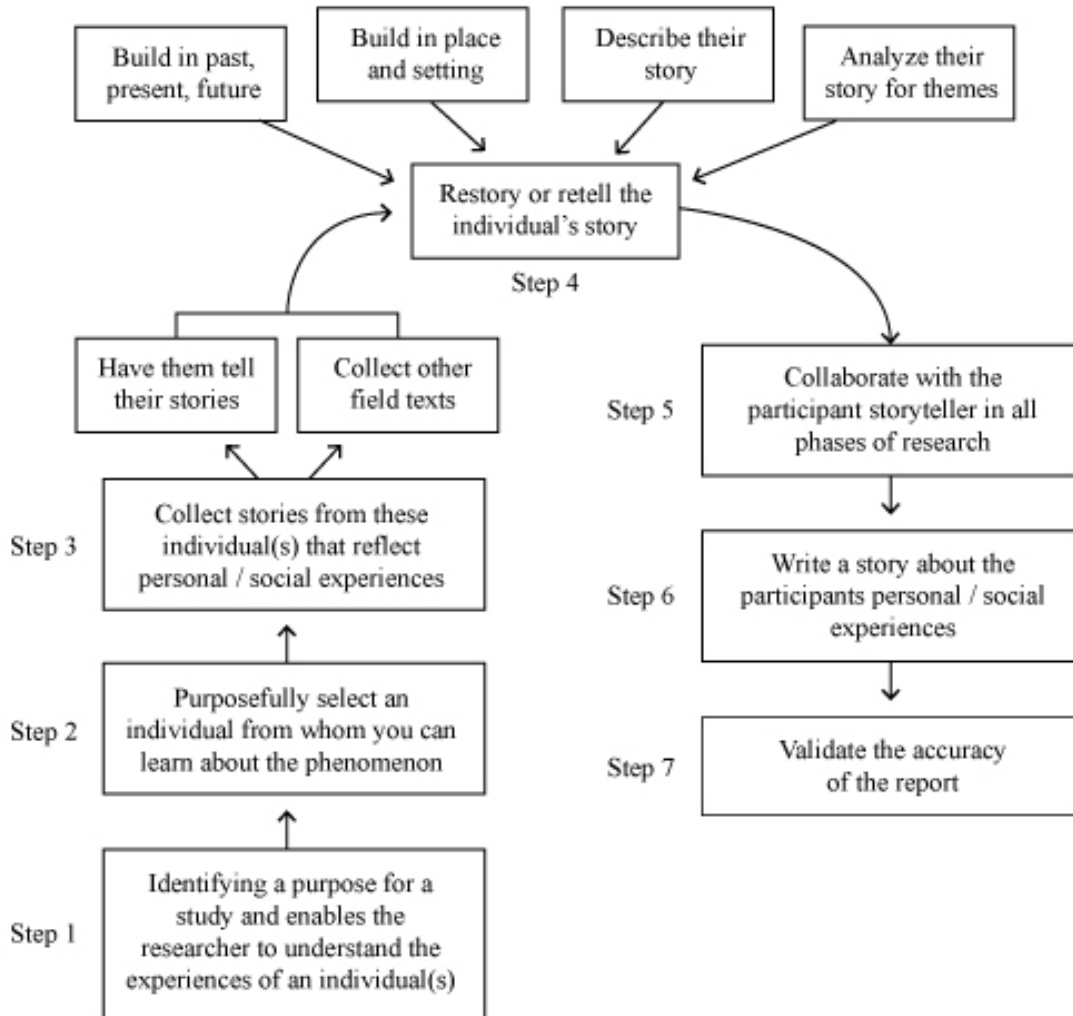 Build in past,
present, future
Build in place
and setting
Describe their
story
Analyze their
story for themes
Restory or retell the
individual's story
Step 4
Have them tell
their stories
Collect other
field texts
Step 3
Collect stories from these
individual(s) that reflect
personal / social experiences
Step 2
Purposefully select an
individual from whom you can
learn about the phenomenon
Step 1
Identifying a purpose for a
study and enables the
researcher to understand the
experiences of an individual(s)
Step 5
Collaborate with the
participant storyteller in all
phases of research
Step 6
Write a story about the
participants personal / social
experiences
Step 7
Validate the accuracy
of the report